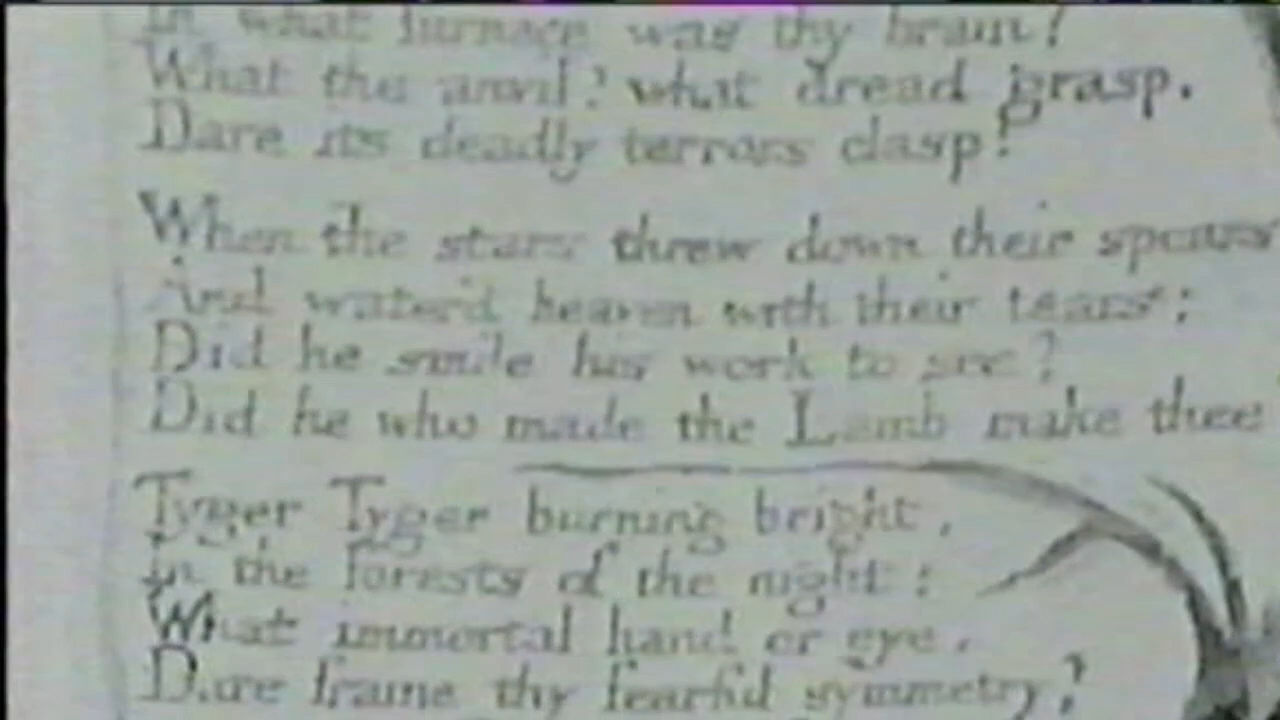 In what furnace was thy brain?
What the anvil? what dread grasp.
Dare its deadly terrors clasp?
When the stars threw down their spears
And water'd heaven with their tears:
Did he smile his work to see?
Did he who made the Lamb make thee
Tyger Tyger burning bright,
In the forests of the night:
What immortal hand or eye,
Dare frame thy fearful symmetry?